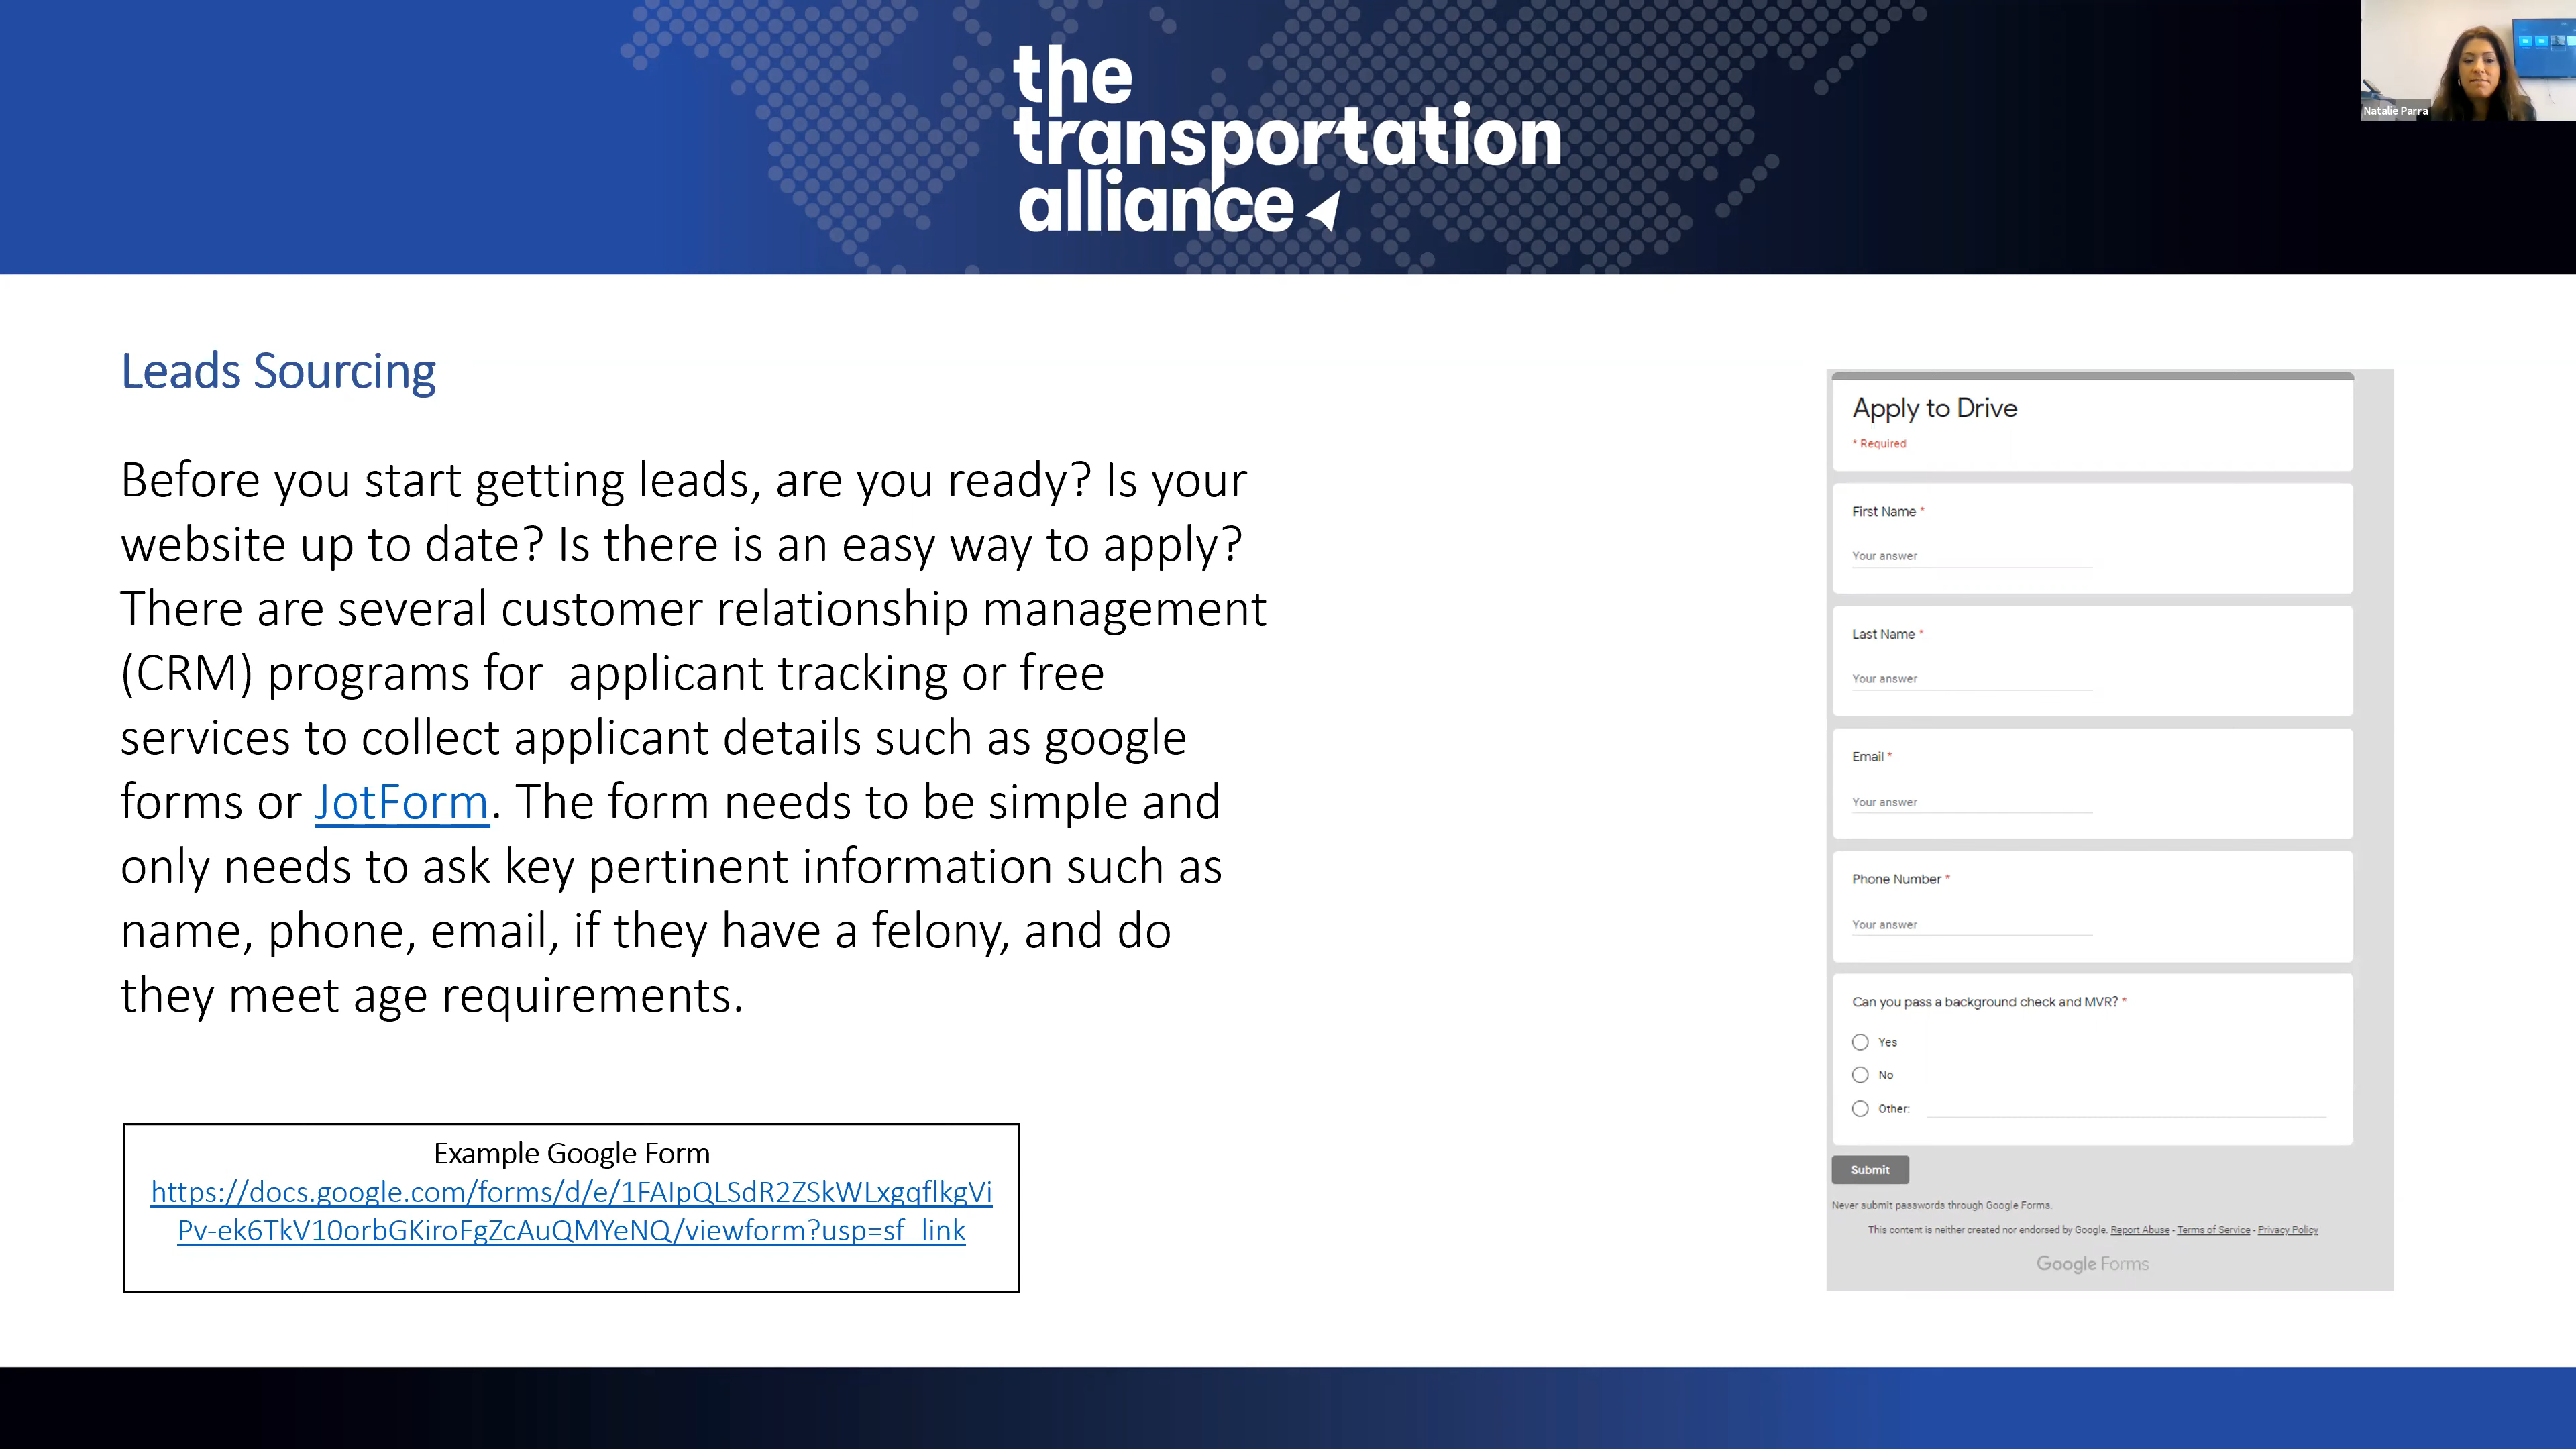 the
transportation
alliance
Natalie Parra
Leads Sourcing
Before you start getting leads, are you ready? Is your
website up to date? Is there is an easy way to apply?
There are several customer relationship management
(CRM) programs for  applicant tracking or free
services to collect applicant details such as google
forms or JotForm. The form needs to be simple and
only needs to ask key pertinent information such as
name, phone, email, if they have a felony, and do
they meet age requirements.
Example Google Form
https://docs.google.com/forms/d/e/1FAIpQLSdR2ZSkWLxgqflkgVi
Pv-ek6TkV10orbGKiroFgZcAuQMYeNQ/viewform?usp=sf_link
Apply to Drive
* Required
First Name *
Your answer
Last Name *
Your answer
Email *
Your answer
Phone Number *
Your answer
Can you pass a background check and MVR? *
Yes
No
Other:
Submit
Never submit passwords through Google Forms.
This content is neither created nor endorsed by Google. Report Abuse - Terms of Service - Privacy Policy
Google Forms